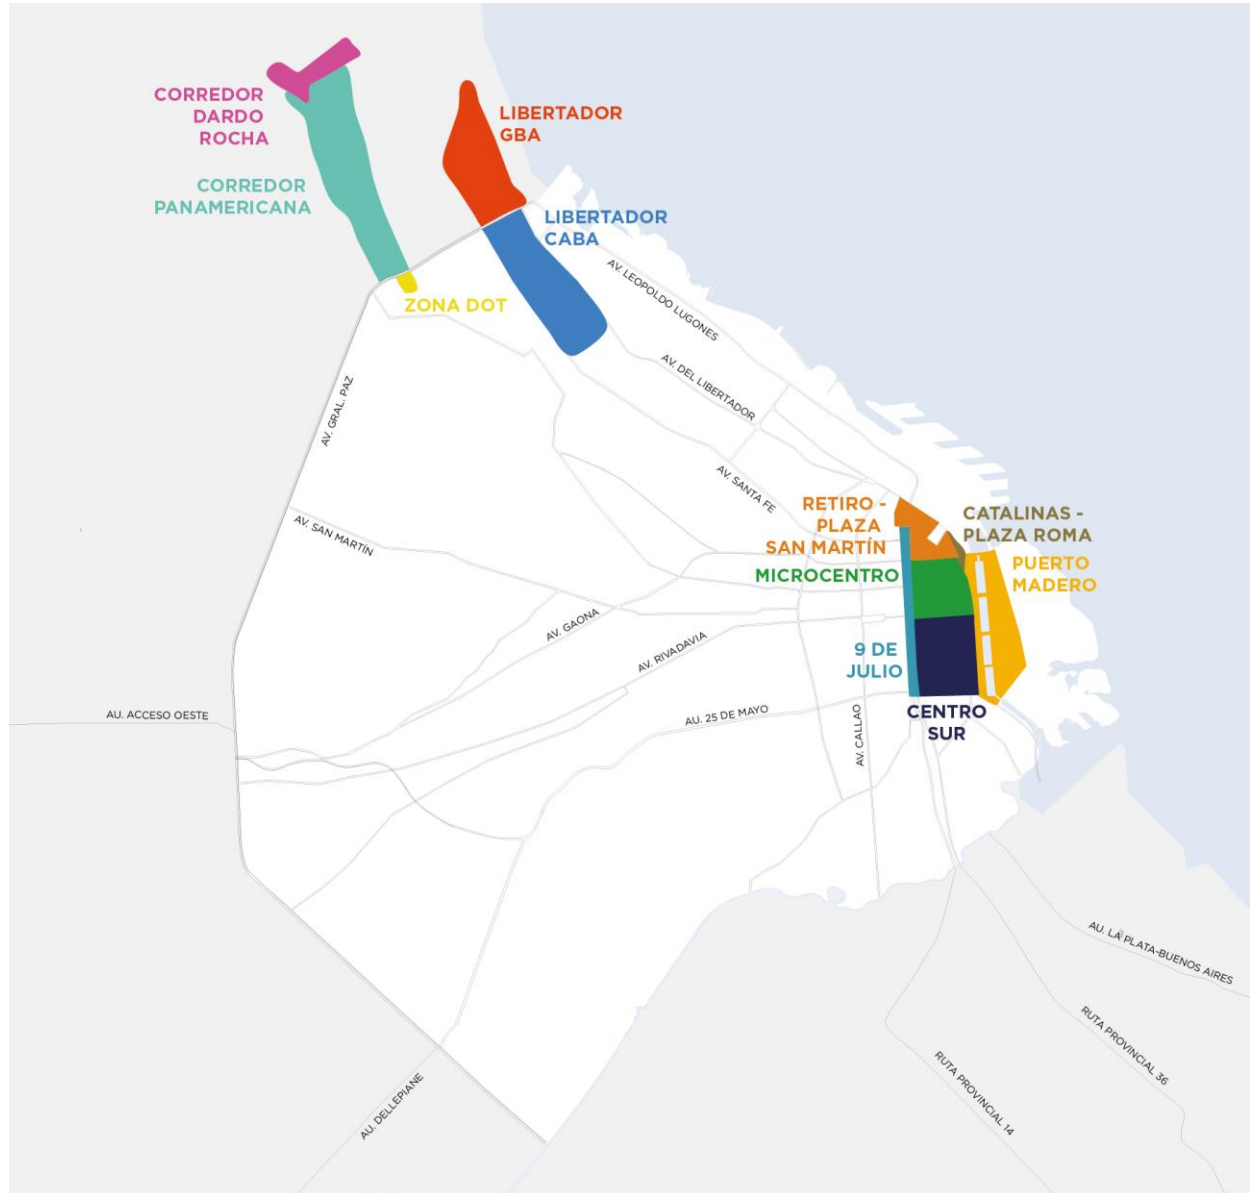 CORREDOR
DARDO
ROCHA
LIBERTADOR
GBA
CORREDOR
PANAMERICANA
LIBERTADOR
CABA
ZONA DOT
AV. LEOPOLDO LUGONES
AV. DEL LIBERTADOR
AV. GRAL. PAZ
AV. SANTA FE
RETIRO -
PLAZA
SAN MARTÍN
CATALINAS -
PLAZA ROMA
AV. SAN MARTÍN
MICROCENTRO
PUERTO
MADERO
AV. GAONA
AV. RIVADAVIA
9 DE
JULIO
AU. ACCESO OESTE
AU. 25 DE MAYO
AV. CALLAO
CENTRO
SUR
AU. LA PLATA-BUENOS AIRES
RUTA PROVINCIAL 36
RUTA PROVINCIAL 14
AU. DELLEPIANE